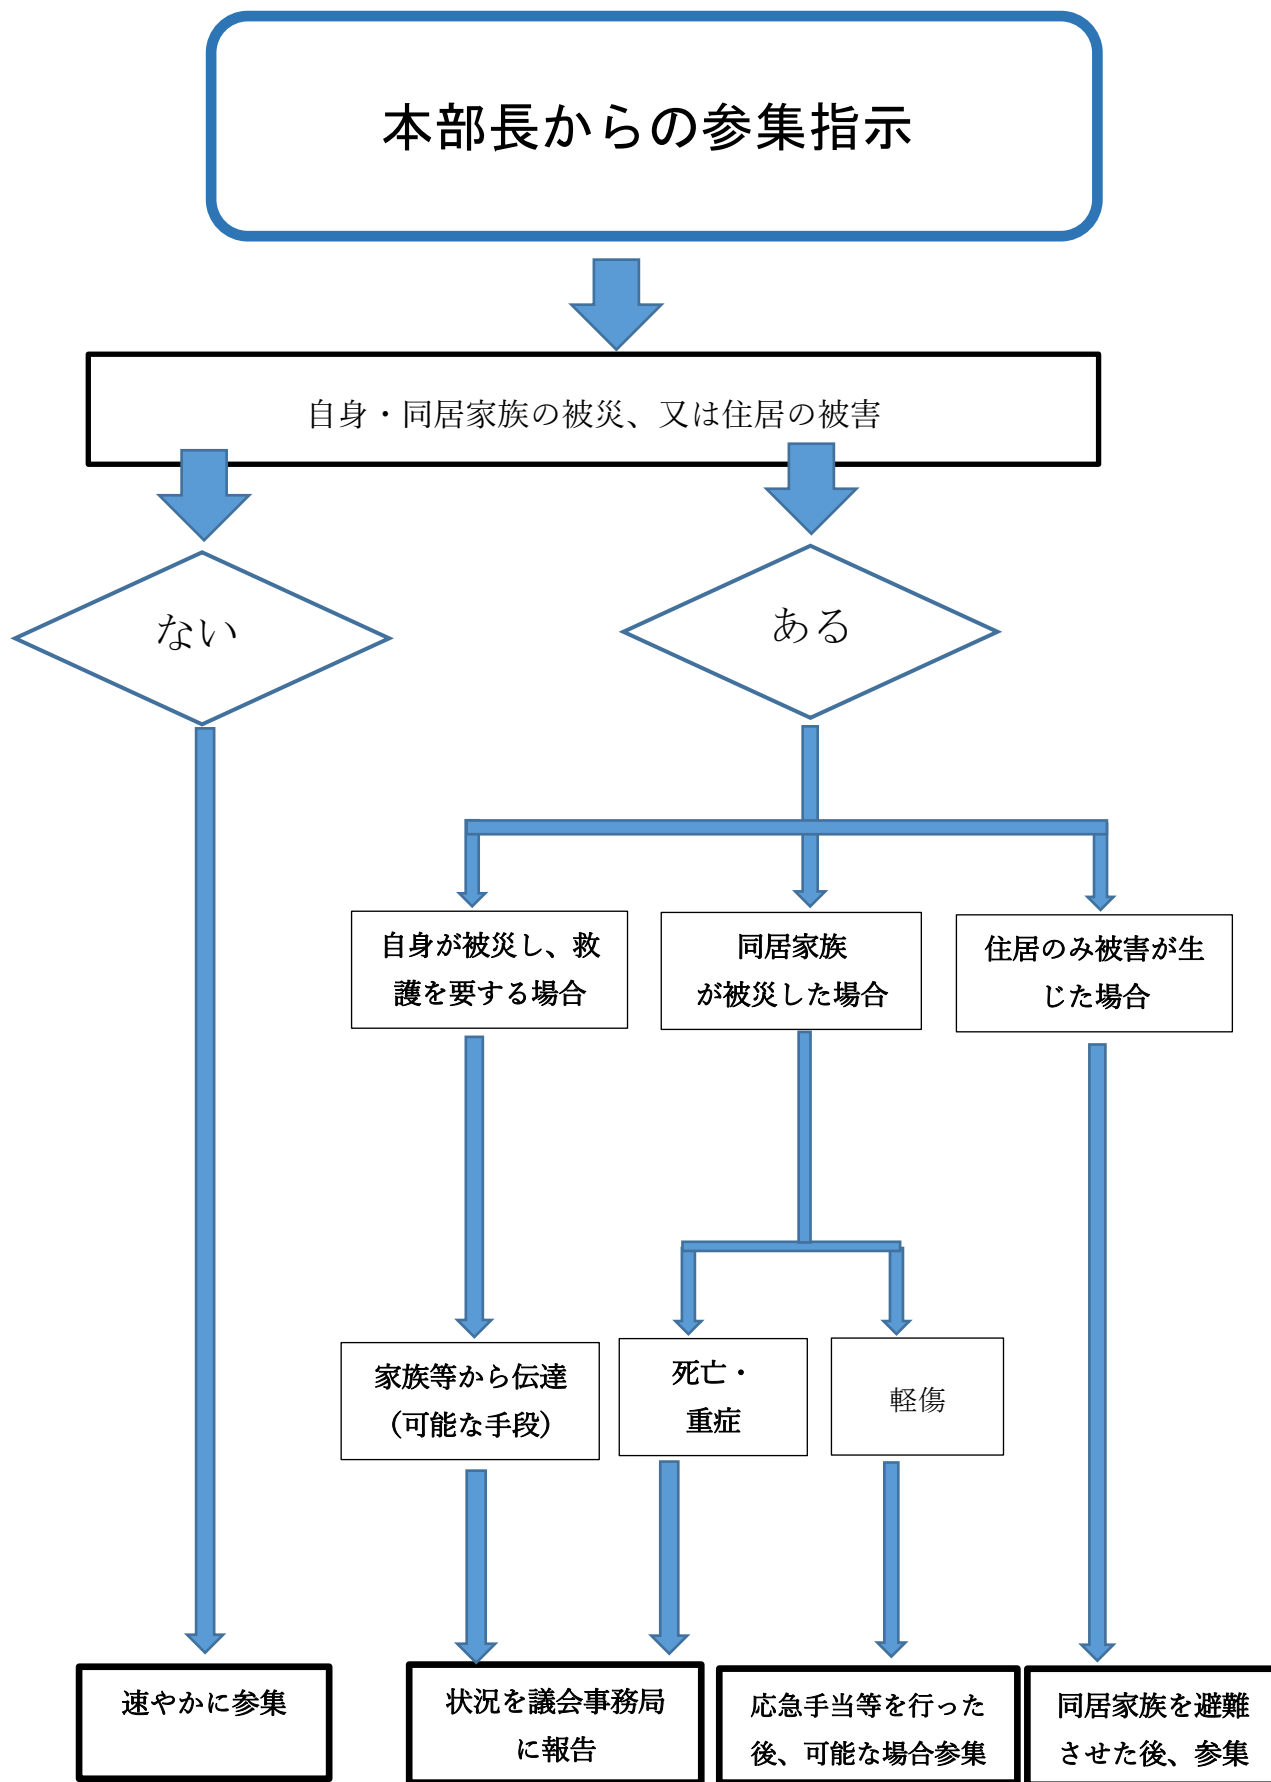 本部長からの参集指示
自身・同居家族の被災、又は住居の被害
ない
ある
自身が被災し、救
護を要する場合
同居家族
が被災した場合
住居のみ被害が生
じた場合
家族等から伝達
（可能な手段）
死亡・
重症
軽傷
速やかに参集
状況を議会事務局
に報告
応急手当等を行った
後、可能な場合参集
同居家族を避難
させた後、参集